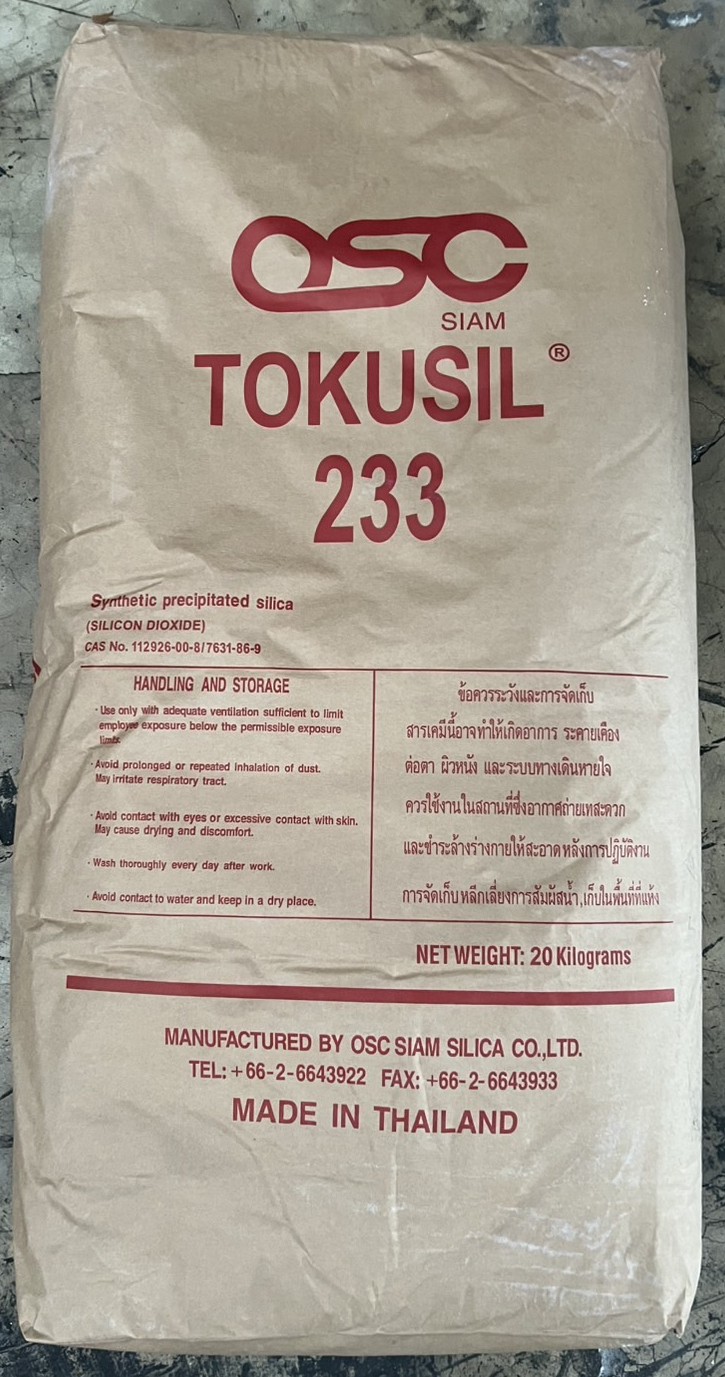 OSC
SIAM
TOKUSIL ®
233
Synthetic precipitated silica
(SILICON DIOXIDE)
CAS No. 112926-00-8/7631-86-9
HANDLING AND STORAGE
· Use only with adequate ventilation sufficient to limit
employee exposure below the permissible exposure
limits.
· Avoid prolonged or repeated inhalation of dust.
May irritate respiratory tract.
· Avoid contact with eyes or excessive contact with skin.
May cause drying and discomfort.
· Wash thoroughly every day after work.
· Avoid contact to water and keep in a dry place.
ข้อควรระวังและการจัดเก็บ
สารเคมีนี้อาจทำให้เกิดอาการ ระคายเคือง
ต่อตา ผิวหนัง และระบบทางเดินหายใจ
ควรใช้งานในสถานที่ซึ่งอากาศถ่ายเทสะดวก
และชำระล้างร่างกายให้สะอาดหลังการปฏิบัติงาน
การจัดเก็บหลีกเลี่ยงการสัมผัสน้ำ,เก็บในพื้นที่ที่แห้ง
NET WEIGHT: 20 Kilograms
MANUFACTURED BY OSC SIAM SILICA CO.,LTD.
TEL: +66-2-6643922 FAX: +66-2-6643933
MADE IN THAILAND